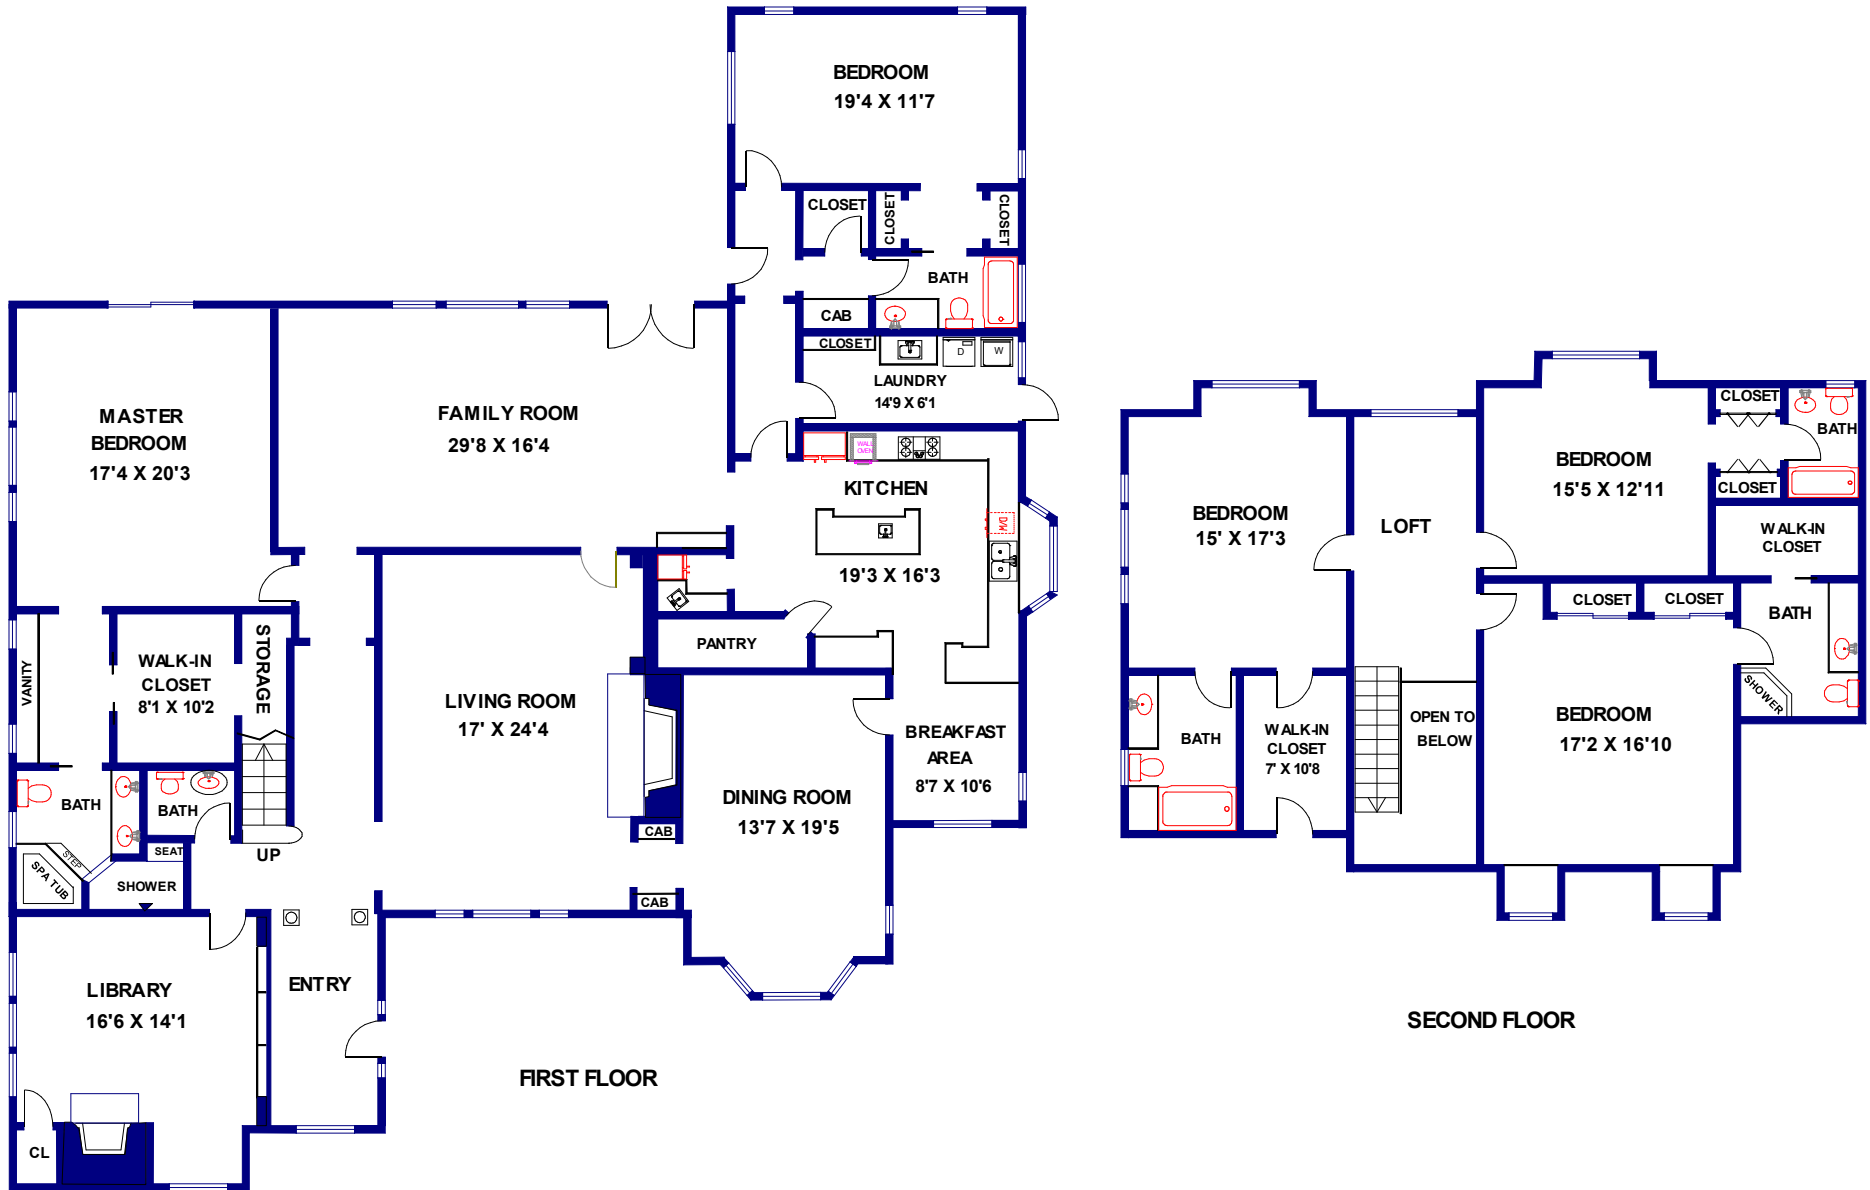 BEDROOM
19'4 X 11'7
CLOSET
CLOSET
CLOSET
BATH
CAB
CLOSET
D
W
LAUNDRY
14'9 X 6'1
MASTER
BEDROOM
17'4 X 20'3
FAMILY ROOM
29'8 X 16'4
WALL
OVEN
KITCHEN
D/W
19'3 X 16'3
PANTRY
VANITY
WALK-IN
CLOSET
8'1 X 10'2
STORAGE
LIVING ROOM
17' X 24'4
BREAKFAST
AREA
8'7 X 10'6
DINING ROOM
13'7 X 19'5
BATH
BATH
UP
CAB
STEP
SEAT
SPA TUB
SHOWER
CAB
ENTRY
LIBRARY
16'6 X 14'1
CL
FIRST FLOOR
CLOSET
BATH
BEDROOM
15'5 X 12'11
CLOSET
BEDROOM
15' X 17'3
LOFT
WALK-IN
CLOSET
CLOSET
CLOSET
BATH
SHOWER
BEDROOM
17'2 X 16'10
OPEN TO
BELOW
BATH
WALK-IN
CLOSET
7' X 10'8
SECOND FLOOR